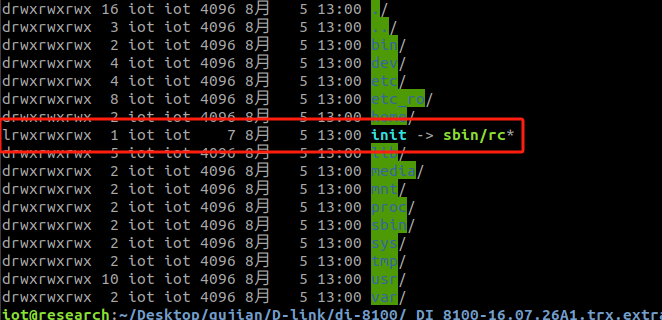 drwxrwxrwx 16 iot iot 4096 8月 5 13:00 ./
drwxrwxrwx 3 iot iot 4096 8月 5 13:00 ../
drwxrwxrwx 2 iot iot 4096 8月 5 13:00 bin/
drwxrwxrwx 4 iot iot 4096 8月 5 13:00 dev/
drwxrwxrwx 4 iot iot 4096 8月 5 13:00 etc/
drwxrwxrwx 8 iot iot 4096 8月 5 13:00 etc_ro/
drwxrwxrwx 2 iot iot 4096 8月 5 13:00 home/
lrwxrwxrwx 1 iot iot 7 8月 5 13:00 init -> sbin/rc*
drwxrwxrwx 5 iot iot 4096 8月 5 13:00 lib/
drwxrwxrwx 2 iot iot 4096 8月 5 13:00 media/
drwxrwxrwx 2 iot iot 4096 8月 5 13:00 mnt/
drwxrwxrwx 2 iot iot 4096 8月 5 13:00 proc/
drwxrwxrwx 2 iot iot 4096 8月 5 13:00 sbin/
drwxrwxrwx 2 iot iot 4096 8月 5 13:00 sys/
drwxrwxrwx 2 iot iot 4096 8月 5 13:00 tmp/
drwxrwxrwx 10 iot iot 4096 8月 5 13:00 usr/
drwxrwxrwx 2 iot iot 4096 8月 5 13:00 var/
iot@research:~/Desktop/gujian/D-link/di-8100/_DI_8100-16.07.26A1.trx.extra